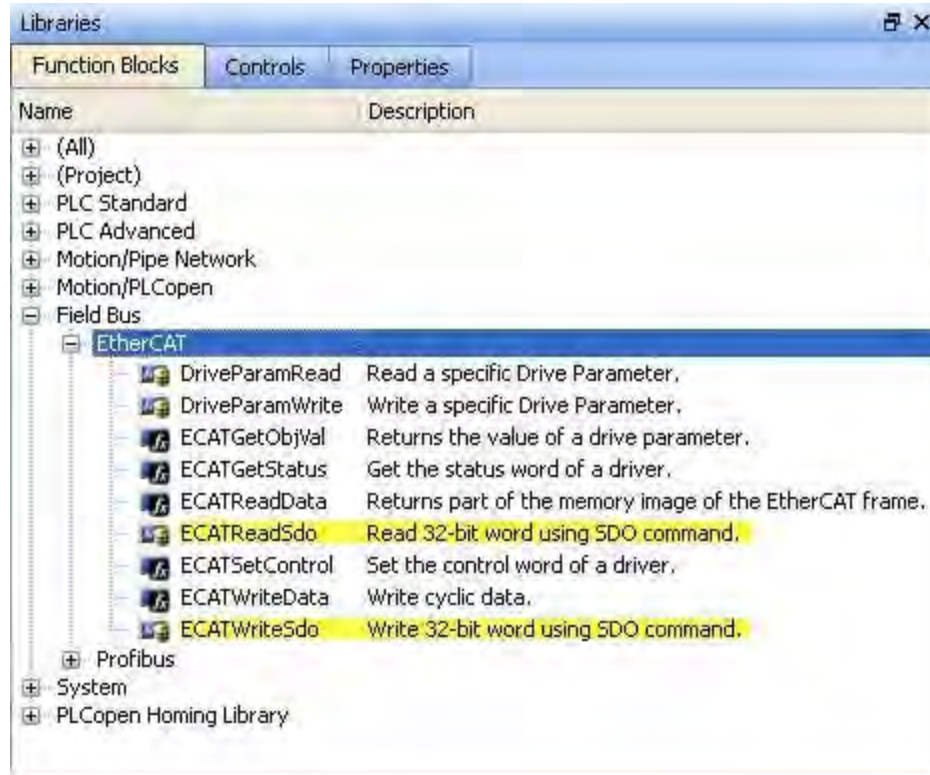 Libraries
Function Blocks Controls Properties
Name Description
(All)
(Project)
PLC Standard
PLC Advanced
Motion/Pipe Network
Motion/PLCopen
Field Bus
EtherCAT
DriveParamRead Read a specific Drive Parameter.
DriveParamWrite Write a specific Drive Parameter.
ECATGetObjVal Returns the value of a drive parameter.
ECATGetStatus Get the status word of a driver.
ECATReadData Returns part of the memory image of the EtherCAT frame.
ECATReadSdo Read 32-bit word using SDO command.
ECATSetControl Set the control word of a driver.
ECATWriteData Write cyclic data.
ECATWriteSdo Write 32-bit word using SDO command.
Profibus
System
PLCopen Homing Library